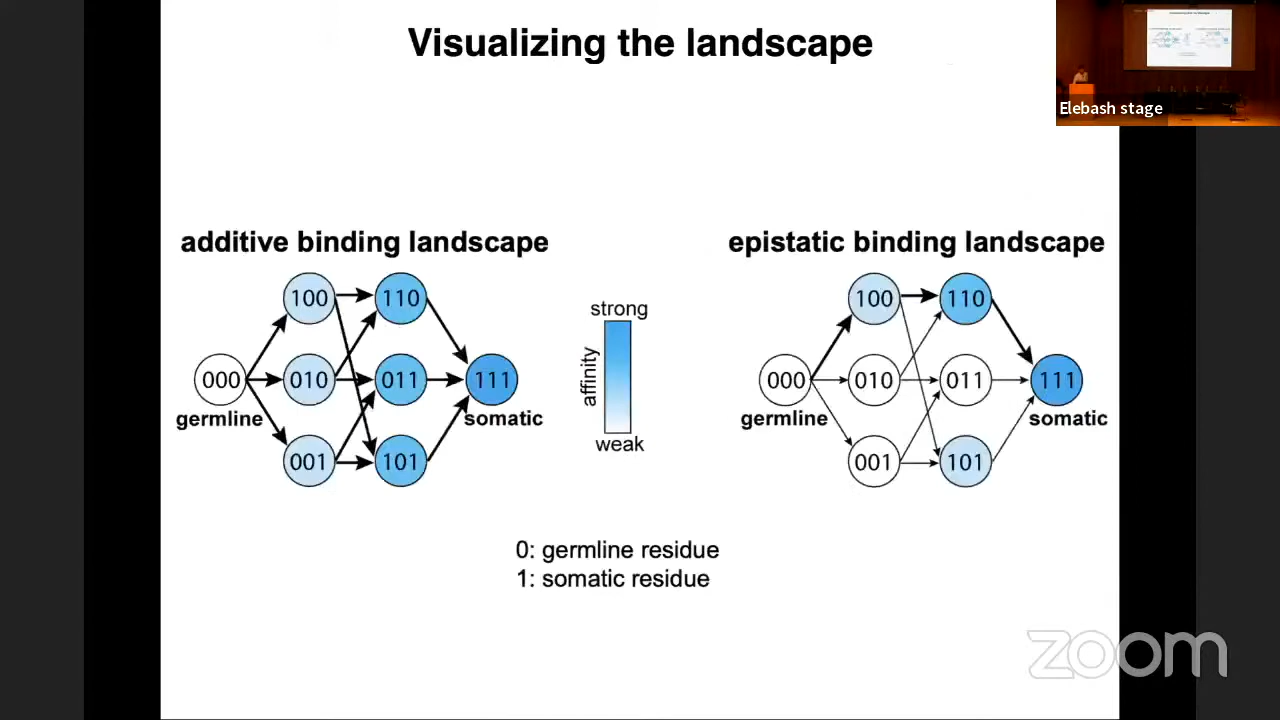 Visualizing the landscape
Elebash stage
additive binding landscape
100
110
000
010
011
111
germline
somatic
001
101
strong
affinity
weak
epistatic binding landscape
100
110
000
010
011
111
germline
somatic
001
101
0: germline residue
1: somatic residue
zoom